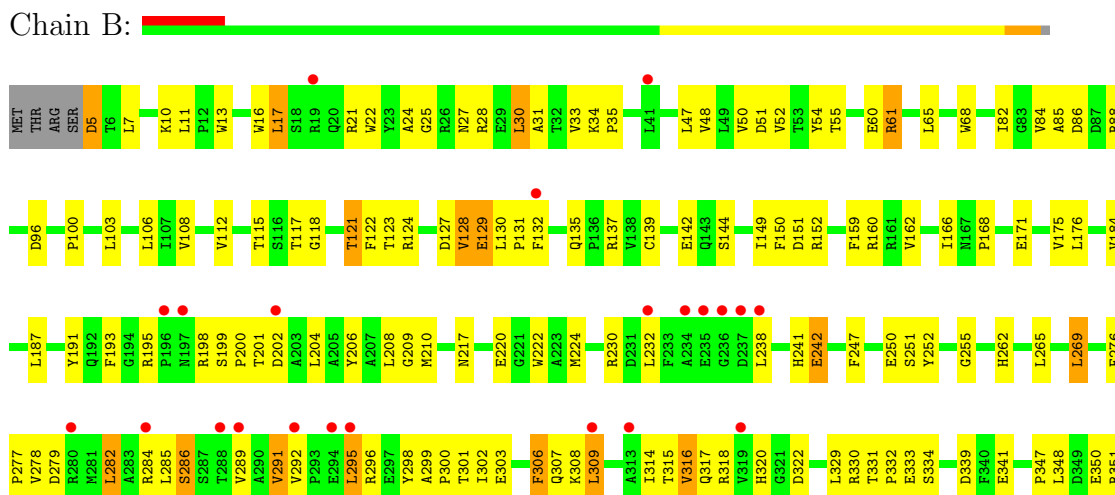 Chain B:
MET THR ARG SER D5 T6 L7 K10 L11 P12 W13 W16 L17 S18 R19 Q20 R21 W22 Y23 A24 G25 R26 N27 R28 E29 L30 A31 T32 V33 K34 P35 L41 L47 V48 L49 V50 D51 V52 T53 Y54 T55 E60 R61 L65 W68 I82 G83 V84 A85 D86 D87
D96 P100 L103 L106 I107 V108 V112 T115 S116 T117 G118 T121 F122 T123 R124 D127 V128 E129 L130 P131 F132 Q135 P136 R137 V138 C139 E142 Q143 S144 I149 F150 D151 R152 F159 R160 R161 V162 I166 N167 P168 E171 V175 L176
L187 Y191 Q192 F193 G194 R195 P196 N197 R198 S199 P200 T201 D202 A203 L204 A205 Y206 A207 L208 G209 M210 N217 E220 G221 W222 A223 M224 R230 D231 L232 F233 A234 E235 G236 D237 L238 H241 E242 F247 E250 S251 Y252 G255 H262 L265 L269
P277 V278 D279 R280 M281 L282 A283 R284 L285 S286 S287 T288 V289 A290 V291 V292 P293 E294 L295 R296 E297 Y298 A299 P300 T301 I302 E303 F306 Q307 K308 L309 A313 I314 T315 V316 Q317 R318 V319 H320 G321 D322 L329 R330 T331 P332 E333 S334 D339 F340 E341 P347 L348 D349 E350